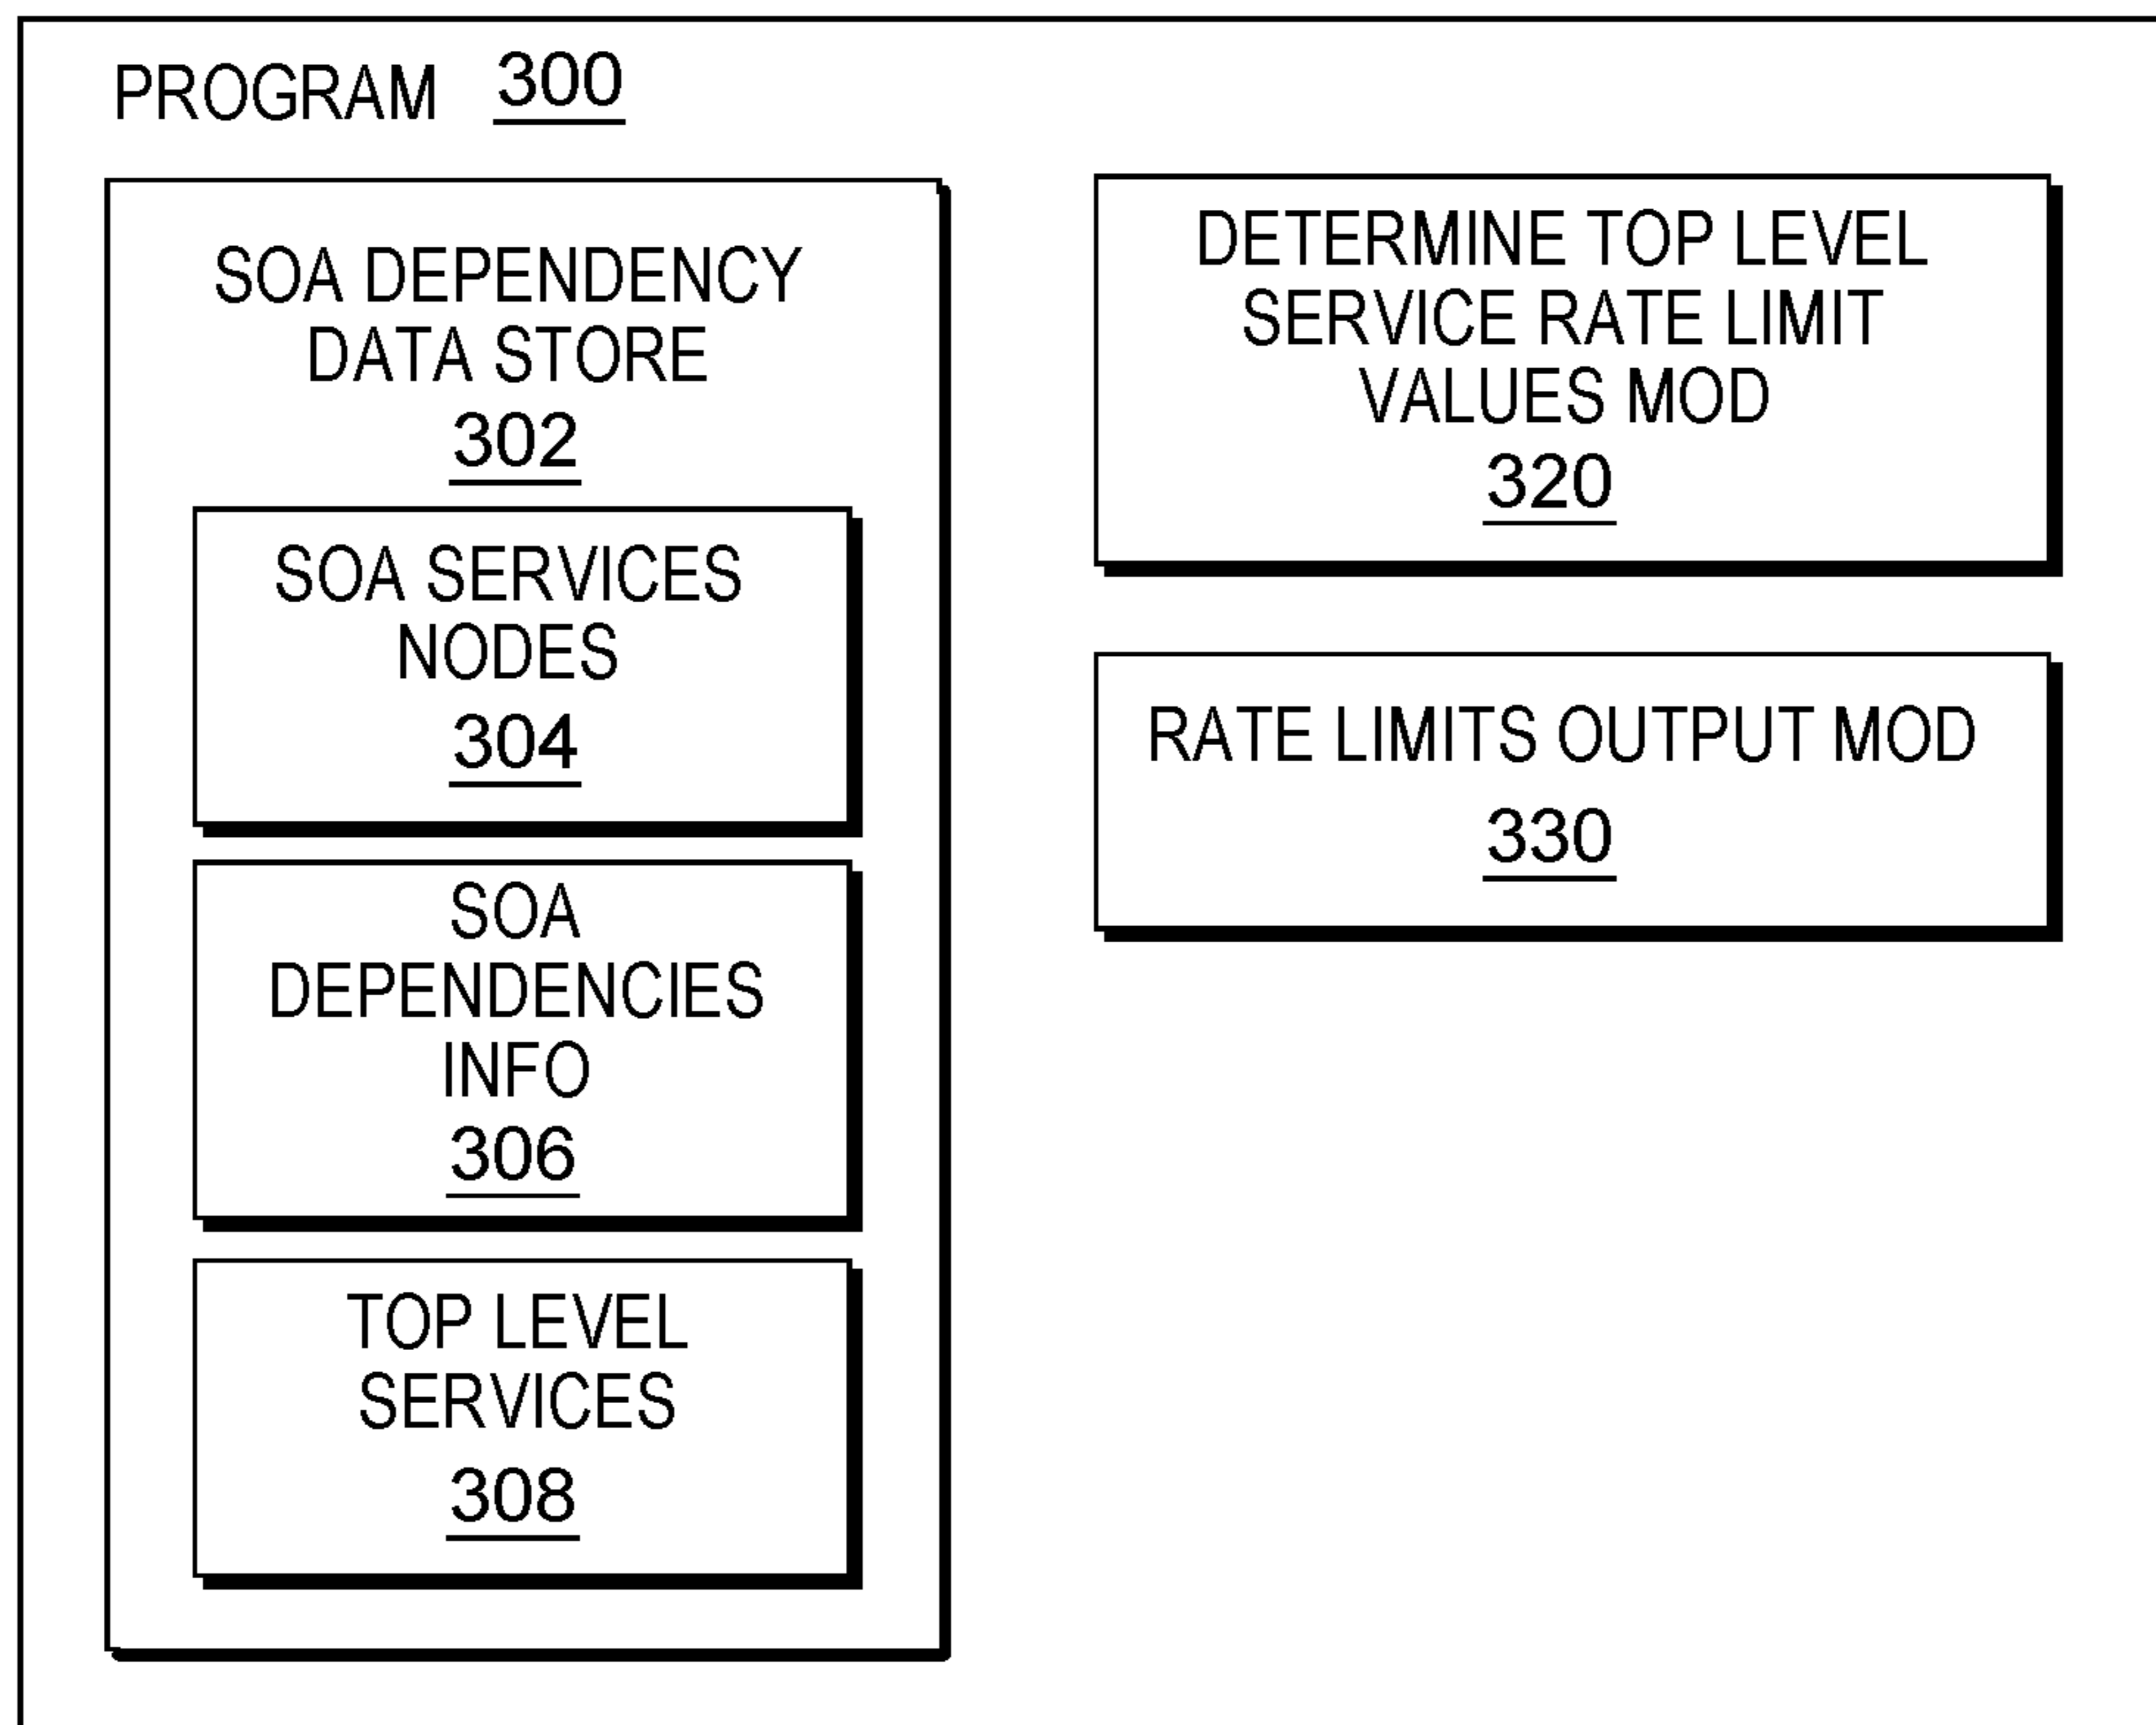 PROGRAM 300
SOA DEPENDENCY
DATA STORE
302
SOA SERVICES
NODES
304
SOA
DEPENDENCIES
INFO
306
TOP LEVEL
SERVICES
308
DETERMINE TOP LEVEL
SERVICE RATE LIMIT
VALUES MOD
320
RATE LIMITS OUTPUT MOD
330